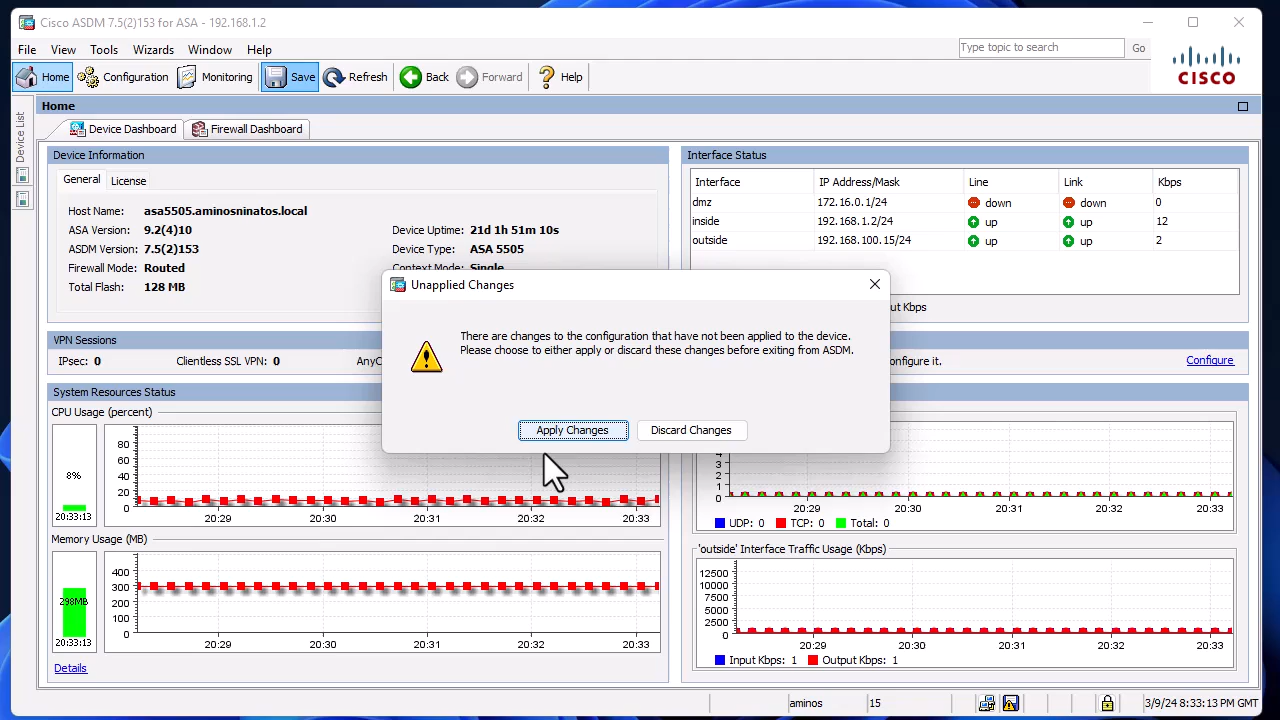 Cisco ASDM 7.5(2)153 for ASA - 192.168.1.2
File View Tools Wizards Window Help
Type topic to search Go
Home Configuration Monitoring Save Refresh Back Forward Help
CISCO
Device List
Home
Device Dashboard Firewall Dashboard
Device Information
General License
Host Name: asa5505.aminosninatos.local
ASA Version: 9.2(4)10 Device Uptime: 21d 1h 51m 10s
ASDM Version: 7.5(2)153 Device Type: ASA 5505
Firewall Mode: Routed Context Mode: Single
Total Flash: 128 MB
Interface Status
Interface IP Address/Mask Line Link Kbps
dmz 172.16.0.1/24 down down 0
inside 192.168.1.2/24 up up 12
outside 192.168.100.15/24 up up 2
ut Kbps
Unapplied Changes
There are changes to the configuration that have not been applied to the device.
Please choose to either apply or discard these changes before exiting from ASDM.
Apply Changes Discard Changes
VPN Sessions
IPsec: 0 Clientless SSL VPN: 0 AnyC
onfigure it. Configure
System Resources Status
CPU Usage (percent)
8%
20:33:13
80
60
40
20
0
20:29 20:30 20:31 20:32 20:33
Memory Usage (MB)
298MB
20:33:13
400
300
200
100
0
20:29 20:30 20:31 20:32 20:33
Details
4
3
2
1
0
20:29 20:30 20:31 20:32 20:33
UDP: 0 TCP: 0 Total: 0
'outside' Interface Traffic Usage (Kbps)
12500
10000
7500
5000
2500
0
20:29 20:30 20:31 20:32 20:33
Input Kbps: 1 Output Kbps: 1
aminos 15 3/9/24 8:33:13 PM GMT